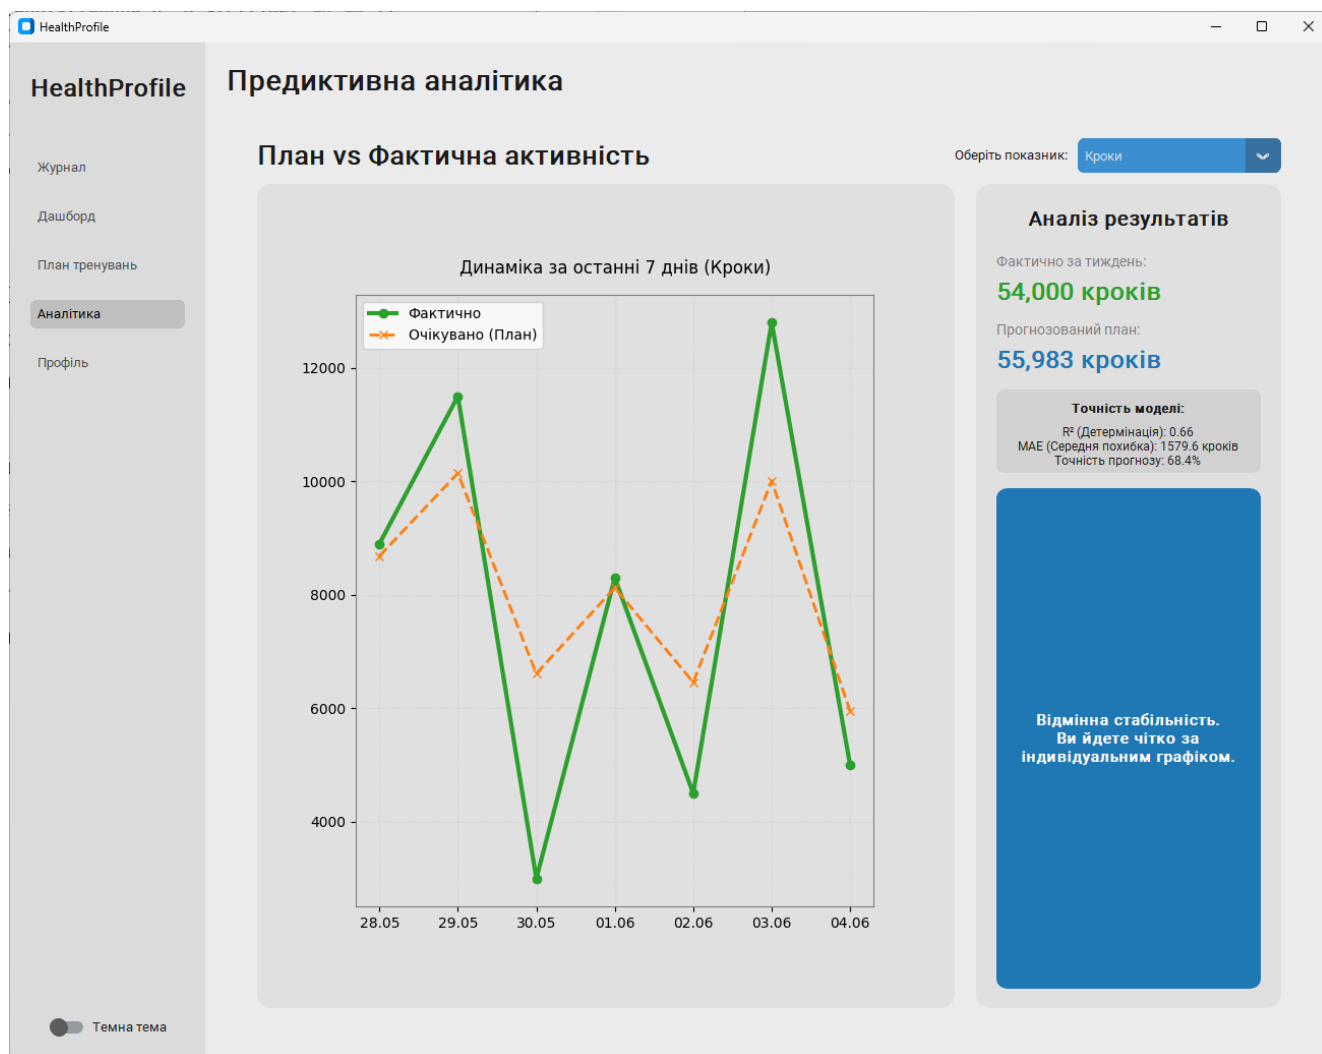 HealthProfile
HealthProfile
Журнал
Дашборд
План тренувань
Аналітика
Профіль
Темна тема
Предиктивна аналітика
План vs Фактична активність
Оберіть показник:
Кроки
Динаміка за останні 7 днів (Кроки)
Фактично
Очікувано (План)
12000
10000
8000
6000
4000
28.05 29.05 30.05 01.06 02.06 03.06 04.06
Аналіз результатів
Фактично за тиждень:
54,000 кроків
Прогнозований план:
55,983 кроків
Точність моделі:
R² (Детермінація): 0.66
MAE (Середня похибка): 1579.6 кроків
Точність прогнозу: 68.4%
Відмінна стабільність.
Ви йдете чітко за
індивідуальним графіком.